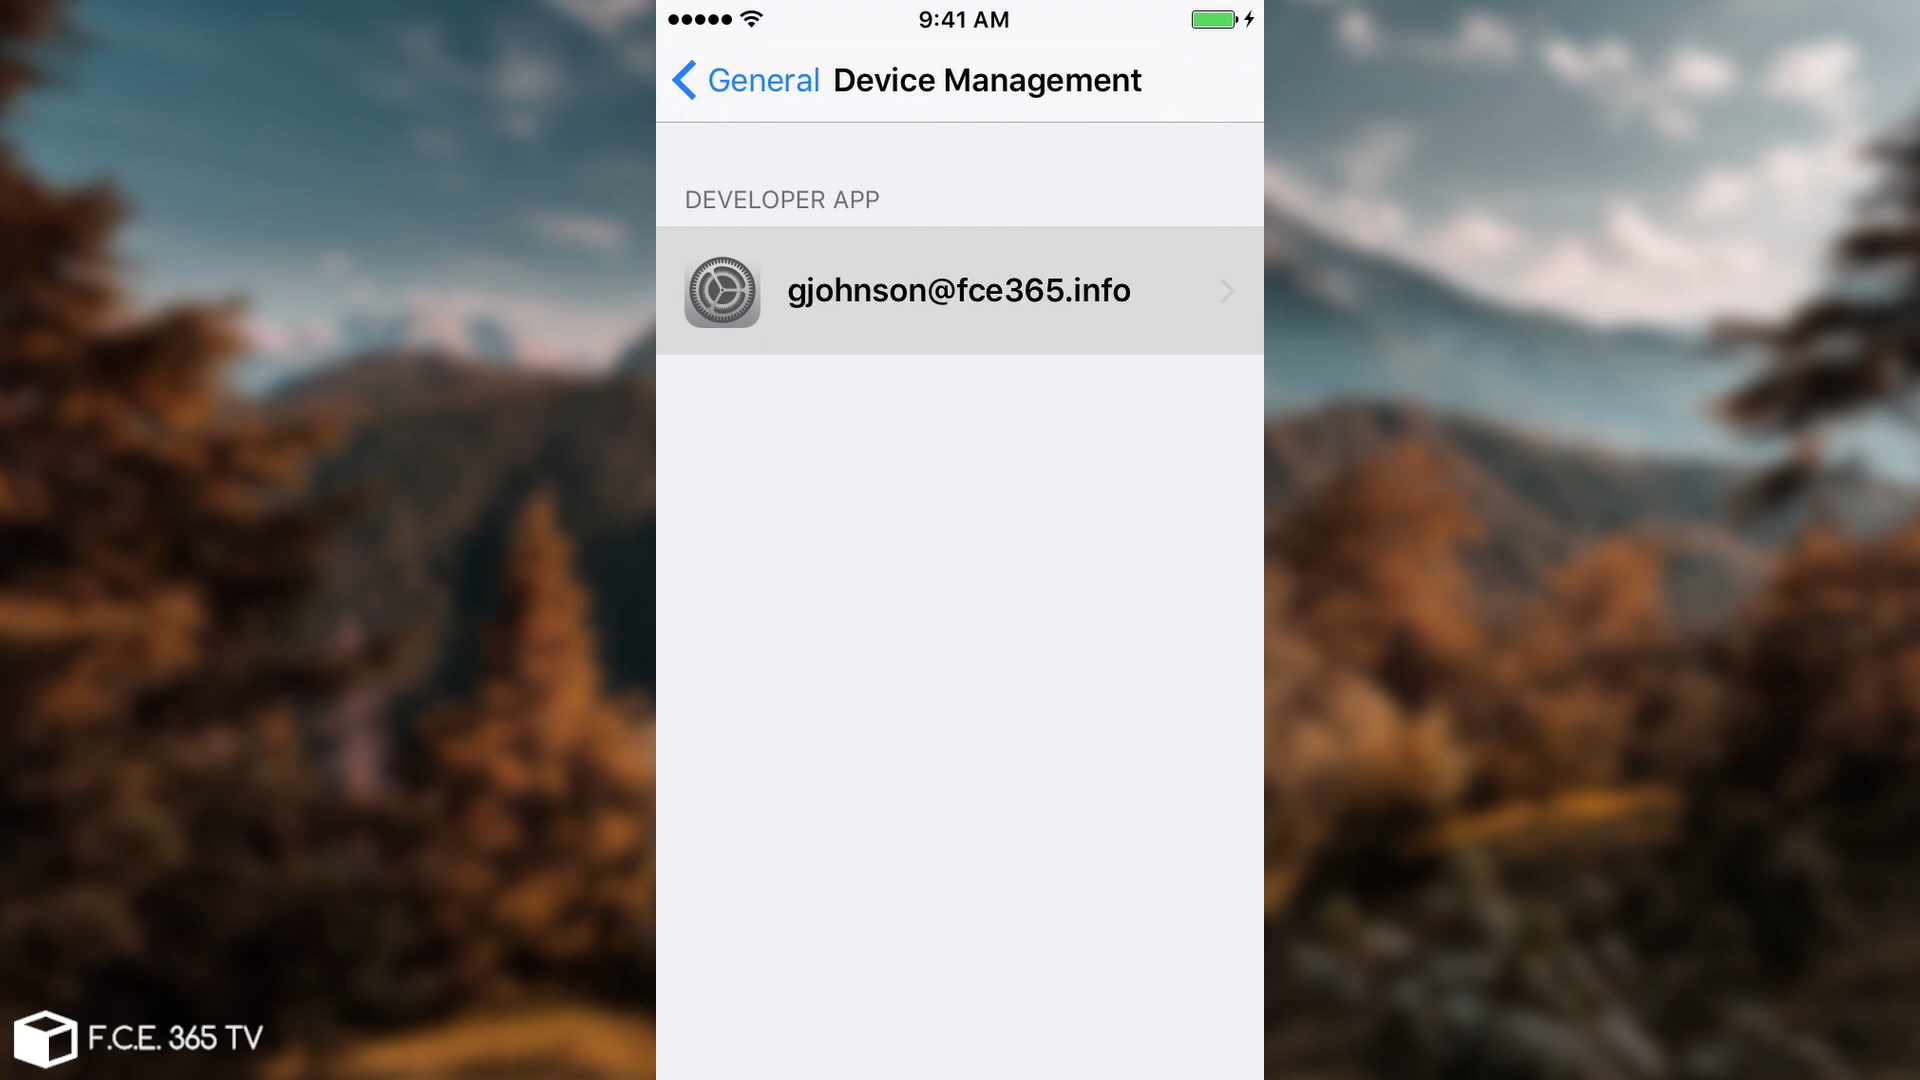 9:41 AM
General Device Management
DEVELOPER APP
gjohnson@fce365.info
F.C.E. 365 TV